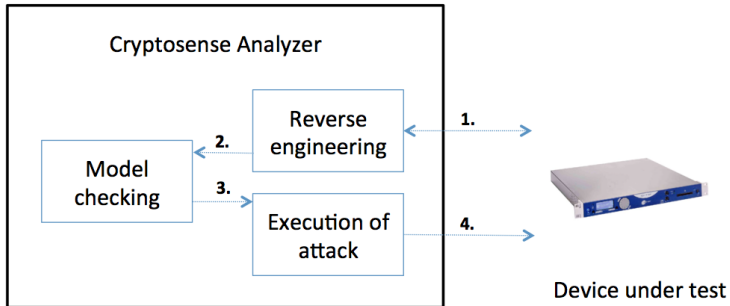 Cryptosense Analyzer
Reverse
engineering
1.
2.
Model
checking
3.
Execution of
attack
4.
Device under test